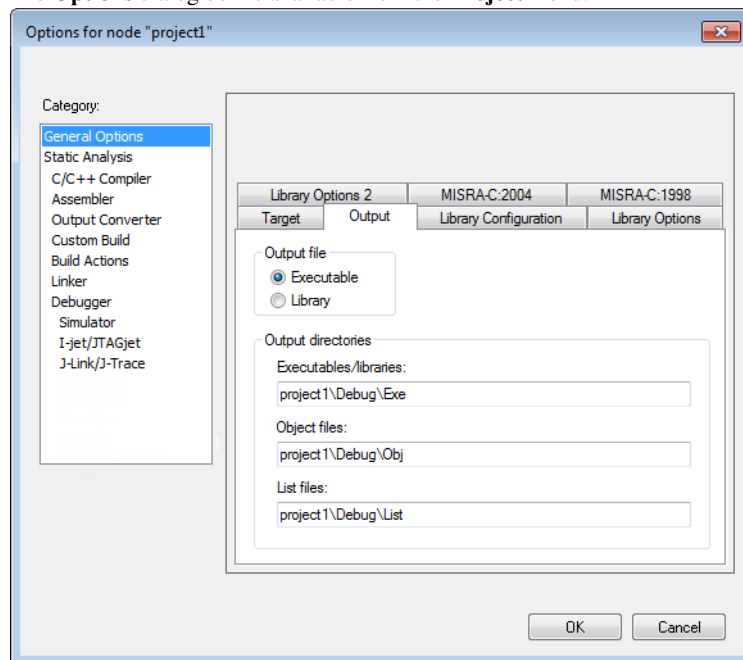 Options for node "project1"
Category:
General Options
Static Analysis
C/C++ Compiler
Assembler
Output Converter
Custom Build
Build Actions
Linker
Debugger
Simulator
I-jet/JTAGjet
J-Link/J-Trace
Library Options 2
MISRA-C:2004
MISRA-C:1998
Target
Output
Library Configuration
Library Options
Output file
Executable
Library
Output directories
Executables/libraries:
project1\Debug\Exe
Object files:
project1\Debug\Obj
List files:
project1\Debug\List
OK
Cancel